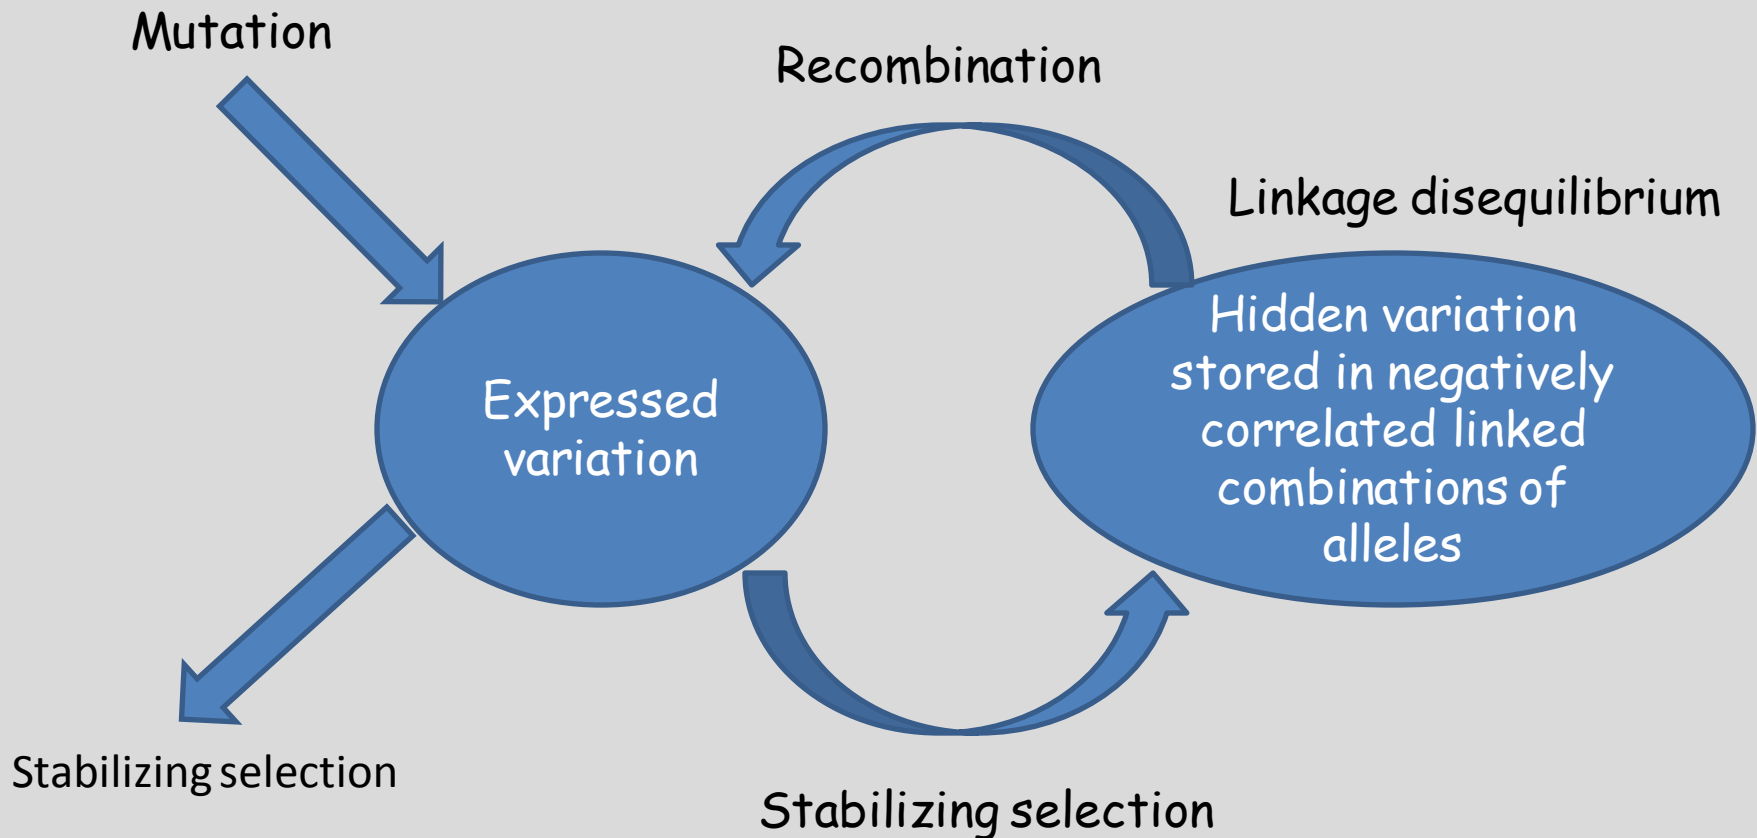 Mutation
Recombination
Linkage disequilibrium
Expressed
variation
Hidden variation
stored in negatively
correlated linked
combinations of
alleles
Stabilizing selection
Stabilizing selection